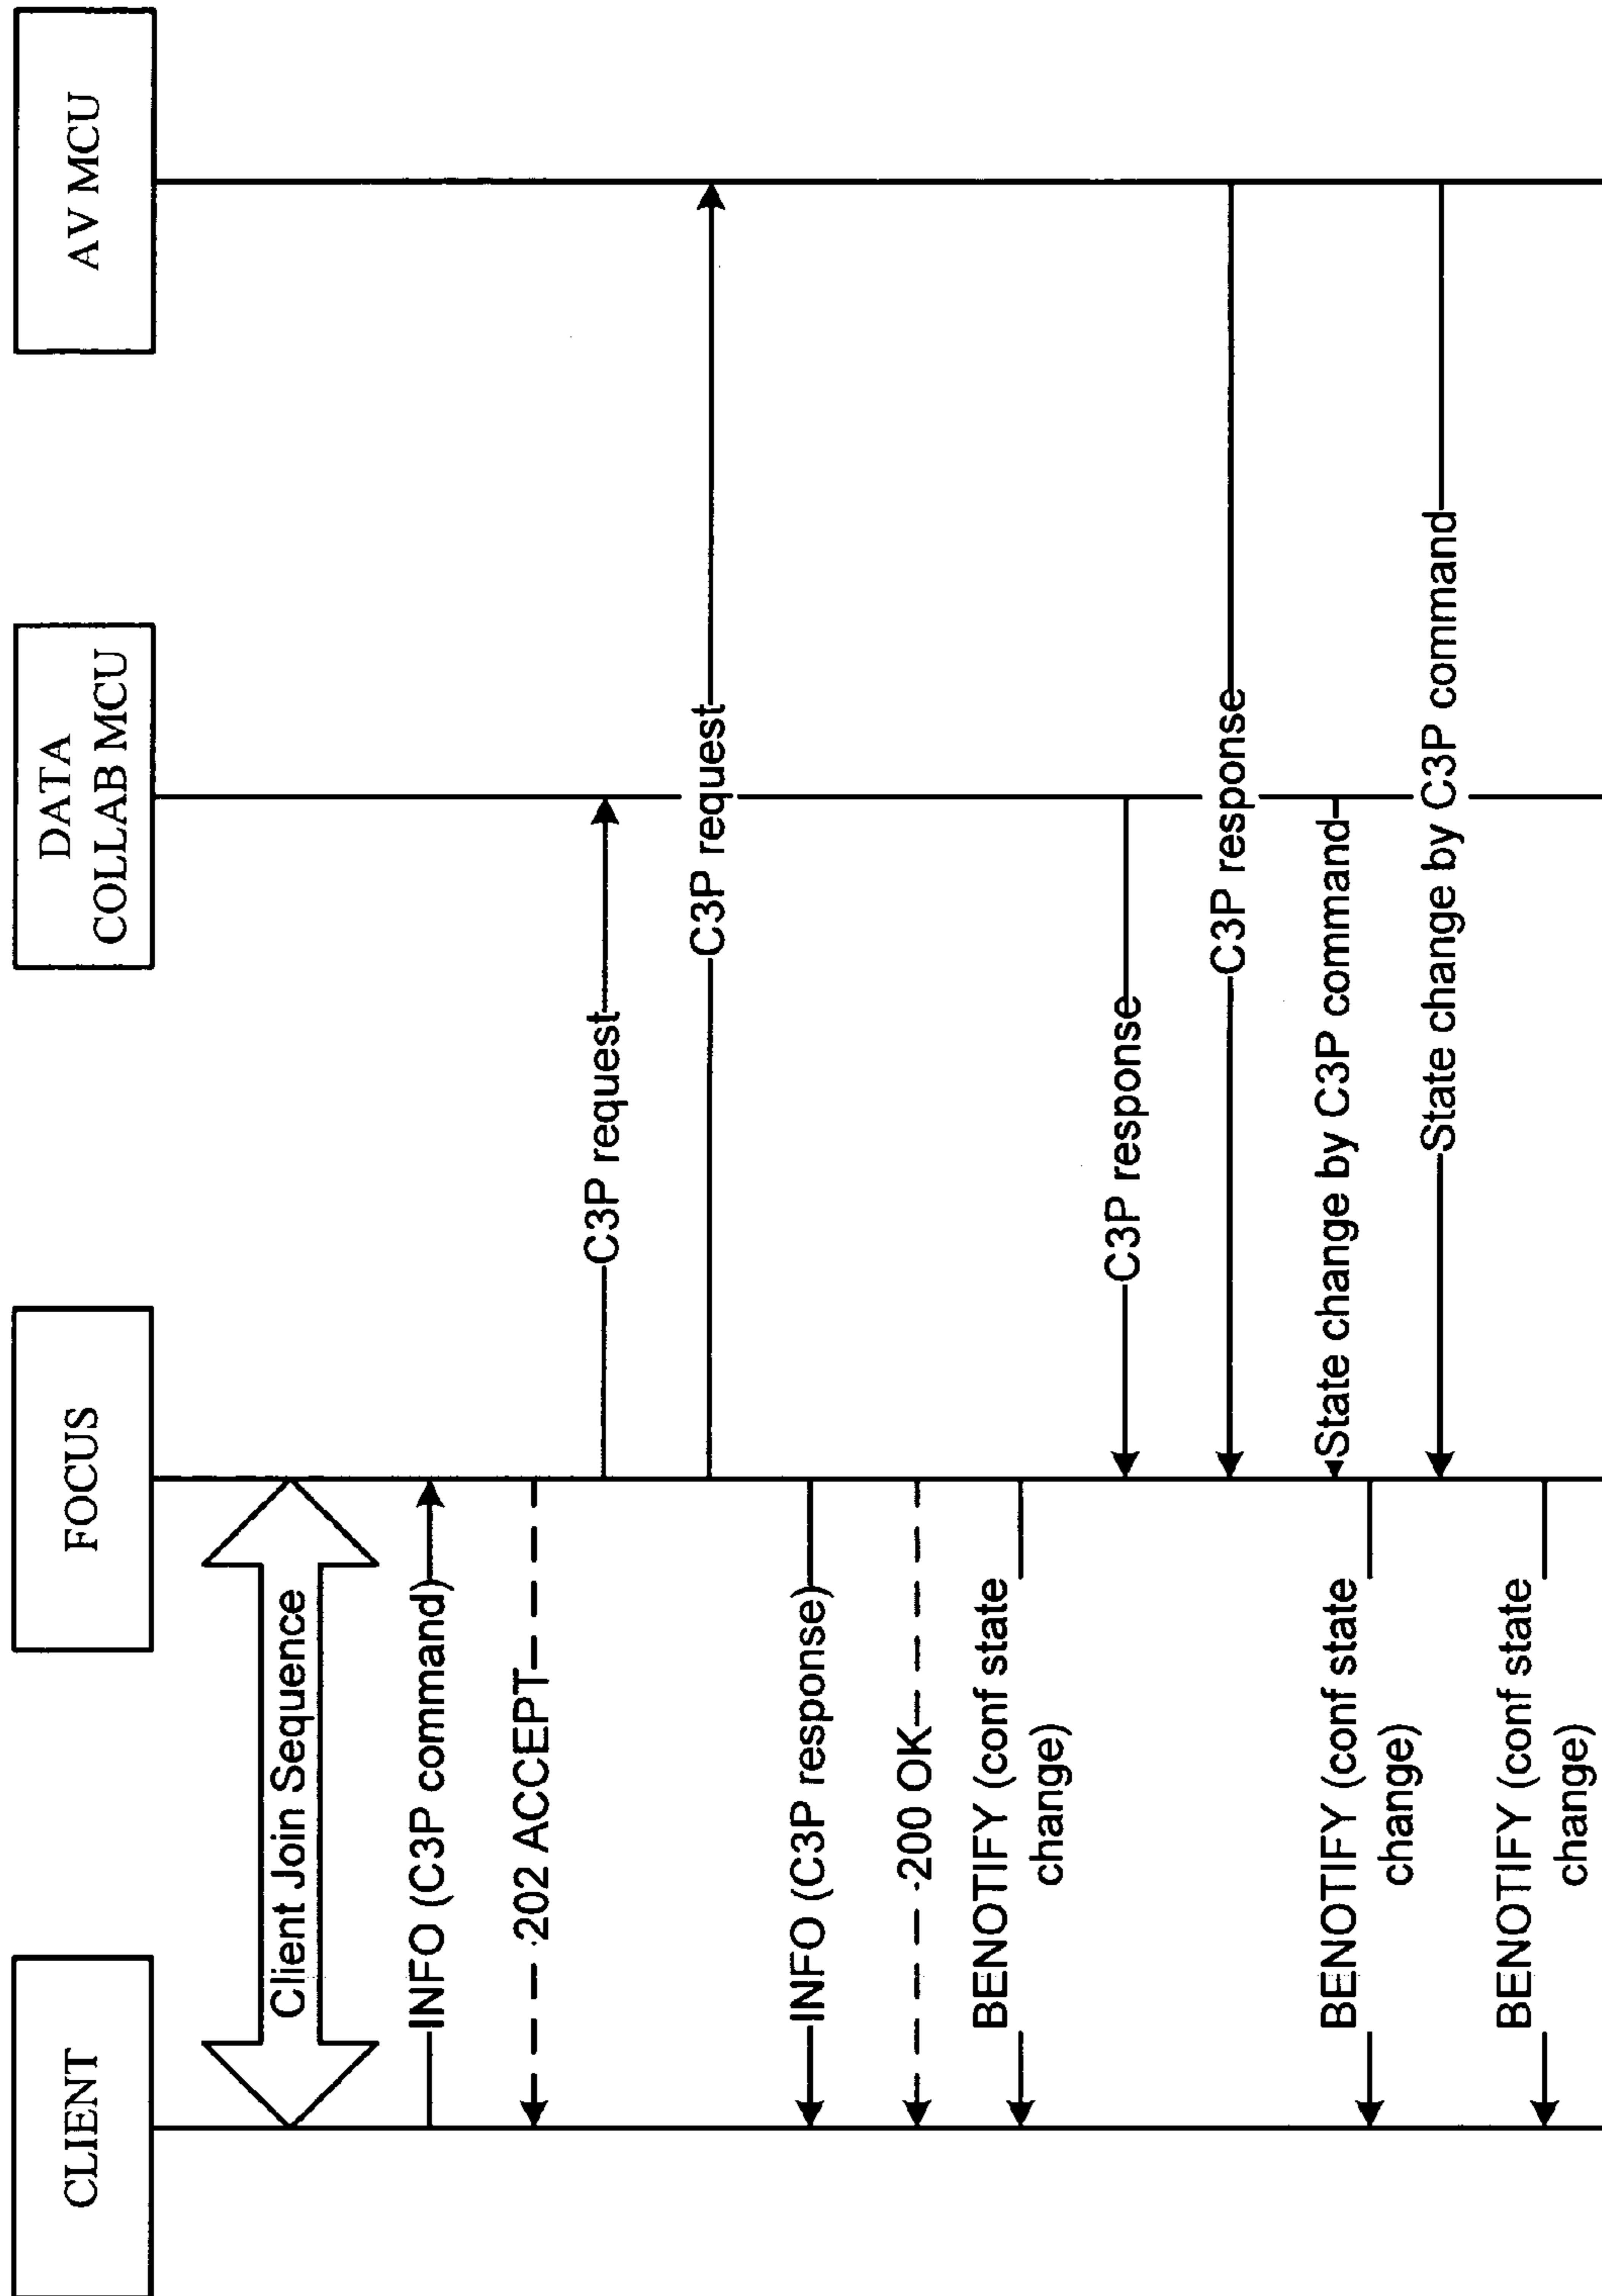 CLIENT
FOCUS
DATA
COLLAB MCU
AV MCU
Client Join Sequence
INFO (C3P command)
202 ACCEPT
C3P request
C3P request
INFO (C3P response)
200 OK
BENOTIFY (conf state
change)
C3P response
C3P response
State change by C3P command
BENOTIFY (conf state
change)
State change by C3P command
BENOTIFY (conf state
change)